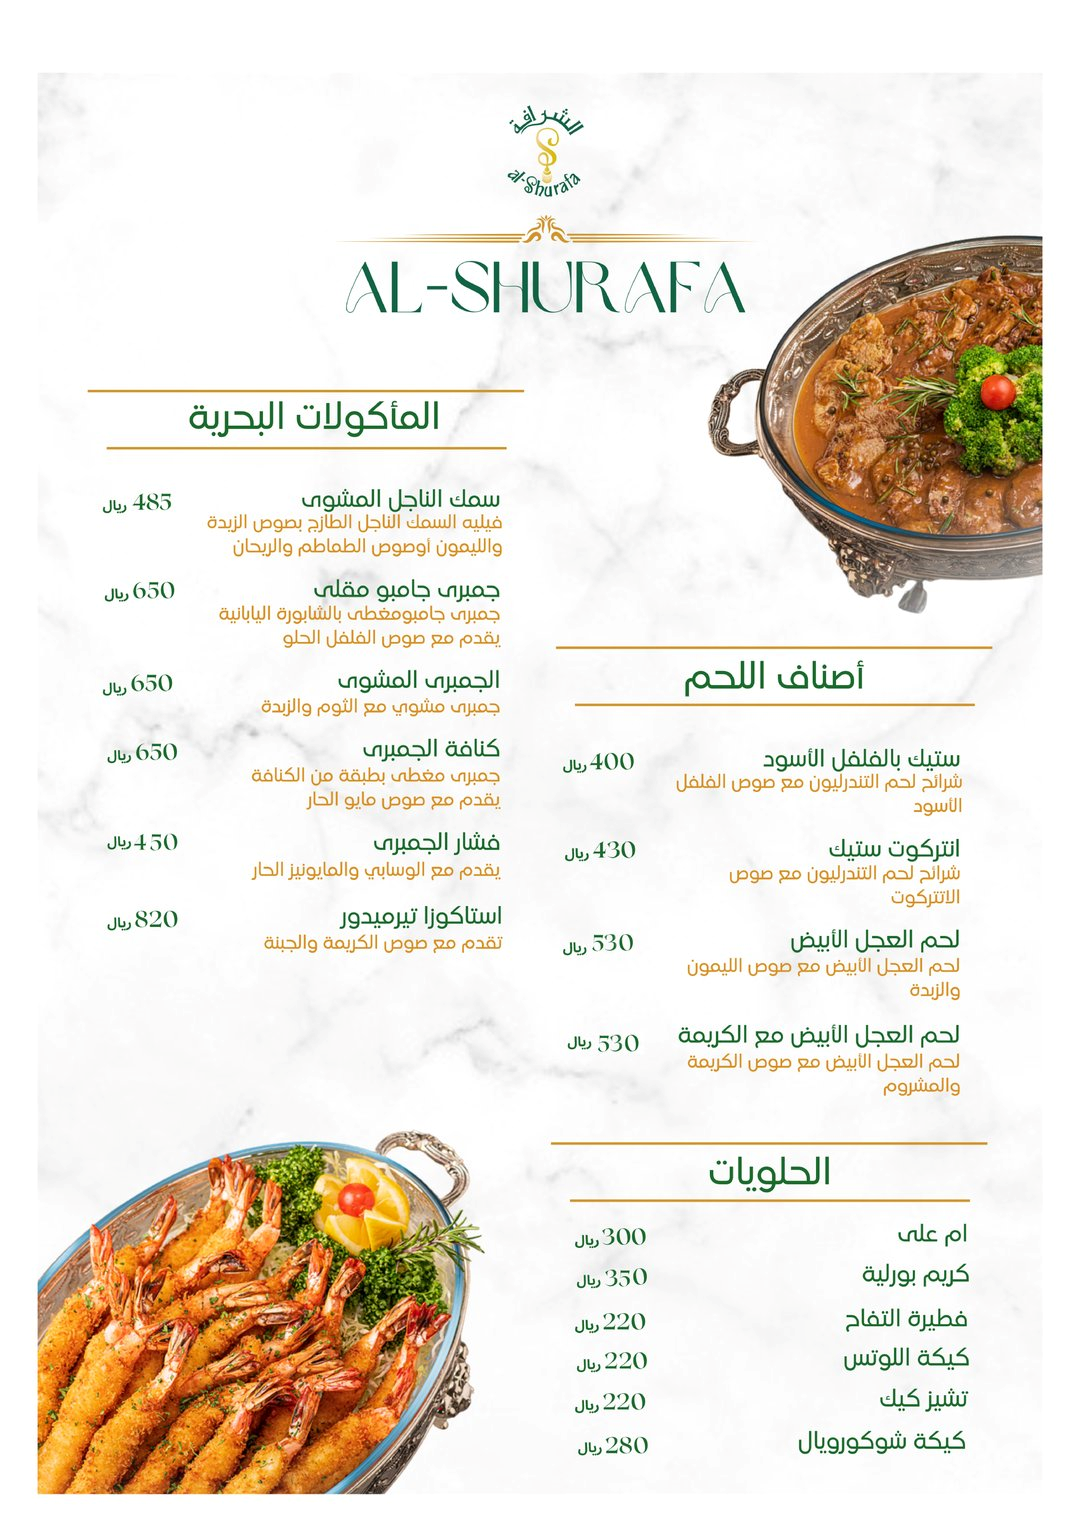 الشرافة
al-Shurafa
AL-SHURAFA
المأكولات البحرية
سمك الناجل المشوى
485 ريال
فيليه السمك الناجل الطازج بصوص الزبدة
والليمون أوصوص الطماطم والريحان
جمبرى جامبو مقلى
650 ريال
جمبرى جامبومغطى بالشابورة اليابانية
يقدم مع صوص الفلفل الحلو
الجمبرى المشوى
650 ريال
جمبرى مشوي مع الثوم والزبدة
كنافة الجمبرى
650 ريال
جمبرى مغطى بطبقة من الكنافة
يقدم مع صوص مايو الحار
فشار الجمبرى
450 ريال
يقدم مع الوسابي والمايونيز الحار
استاكوزا تيرميدور
820 ريال
تقدم مع صوص الكريمة والجبنة
أصناف اللحم
ستيك بالفلفل الأسود
400 ريال
شرائح لحم التندرليون مع صوص الفلفل
الأسود
انتركوت ستيك
430 ريال
شرائح لحم التندرليون مع صوص
الانتركوت
لحم العجل الأبيض
530 ريال
لحم العجل الأبيض مع صوص الليمون
والزبدة
لحم العجل الأبيض مع الكريمة
530 ريال
لحم العجل الأبيض مع صوص الكريمة
والمشروم
الحلويات
ام على
300 ريال
كريم بورلية
350 ريال
فطيرة التفاح
220 ريال
كيكة اللوتس
220 ريال
تشيز كيك
220 ريال
كيكة شوكورويال
280 ريال